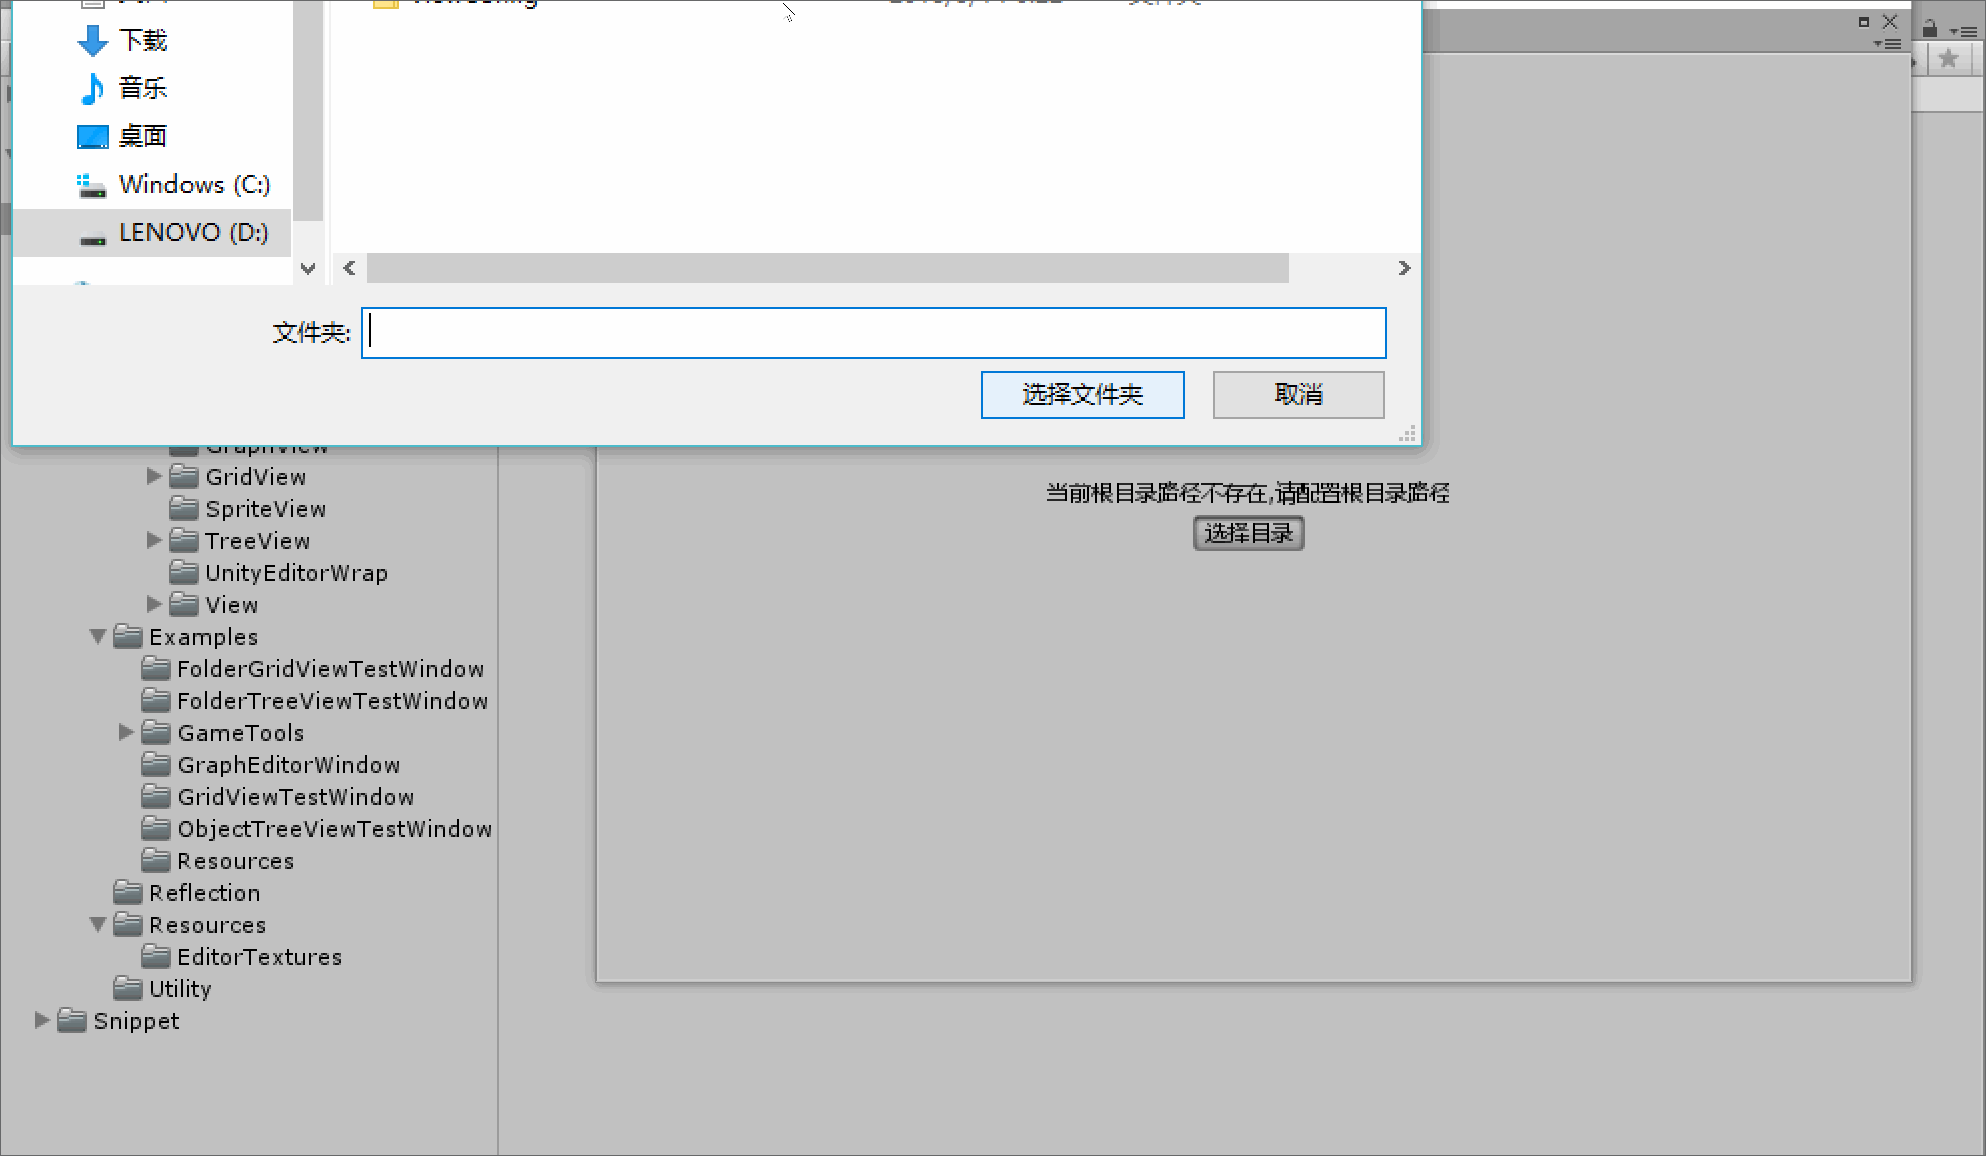 下载
音乐
桌面
Windows (C:)
LENOVO (D:)
文件夹:
选择文件夹
取消
GraphView
GridView
SpriteView
TreeView
UnityEditorWrap
View
Examples
FolderGridViewTestWindow
FolderTreeViewTestWindow
GameTools
GraphEditorWindow
GridViewTestWindow
ObjectTreeViewTestWindow
Resources
Reflection
Resources
EditorTextures
Utility
Snippet
当前根目录路径不存在,请配置根目录路径
选择目录